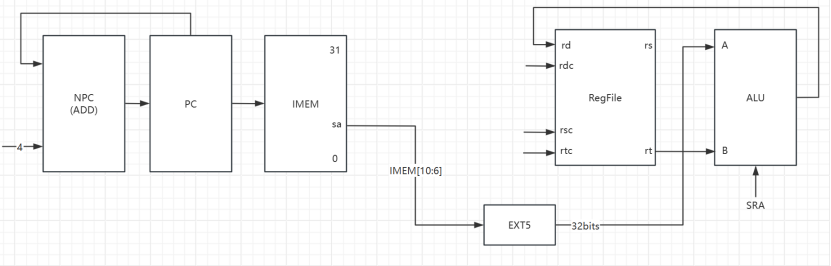 NPC
(ADD)
4
PC
31
IMEM
sa
0
IMEM[10:6]
EXT5
32bits
rd
rs
rdc
RegFile
rsc
rtc
rt
A
ALU
B
SRA